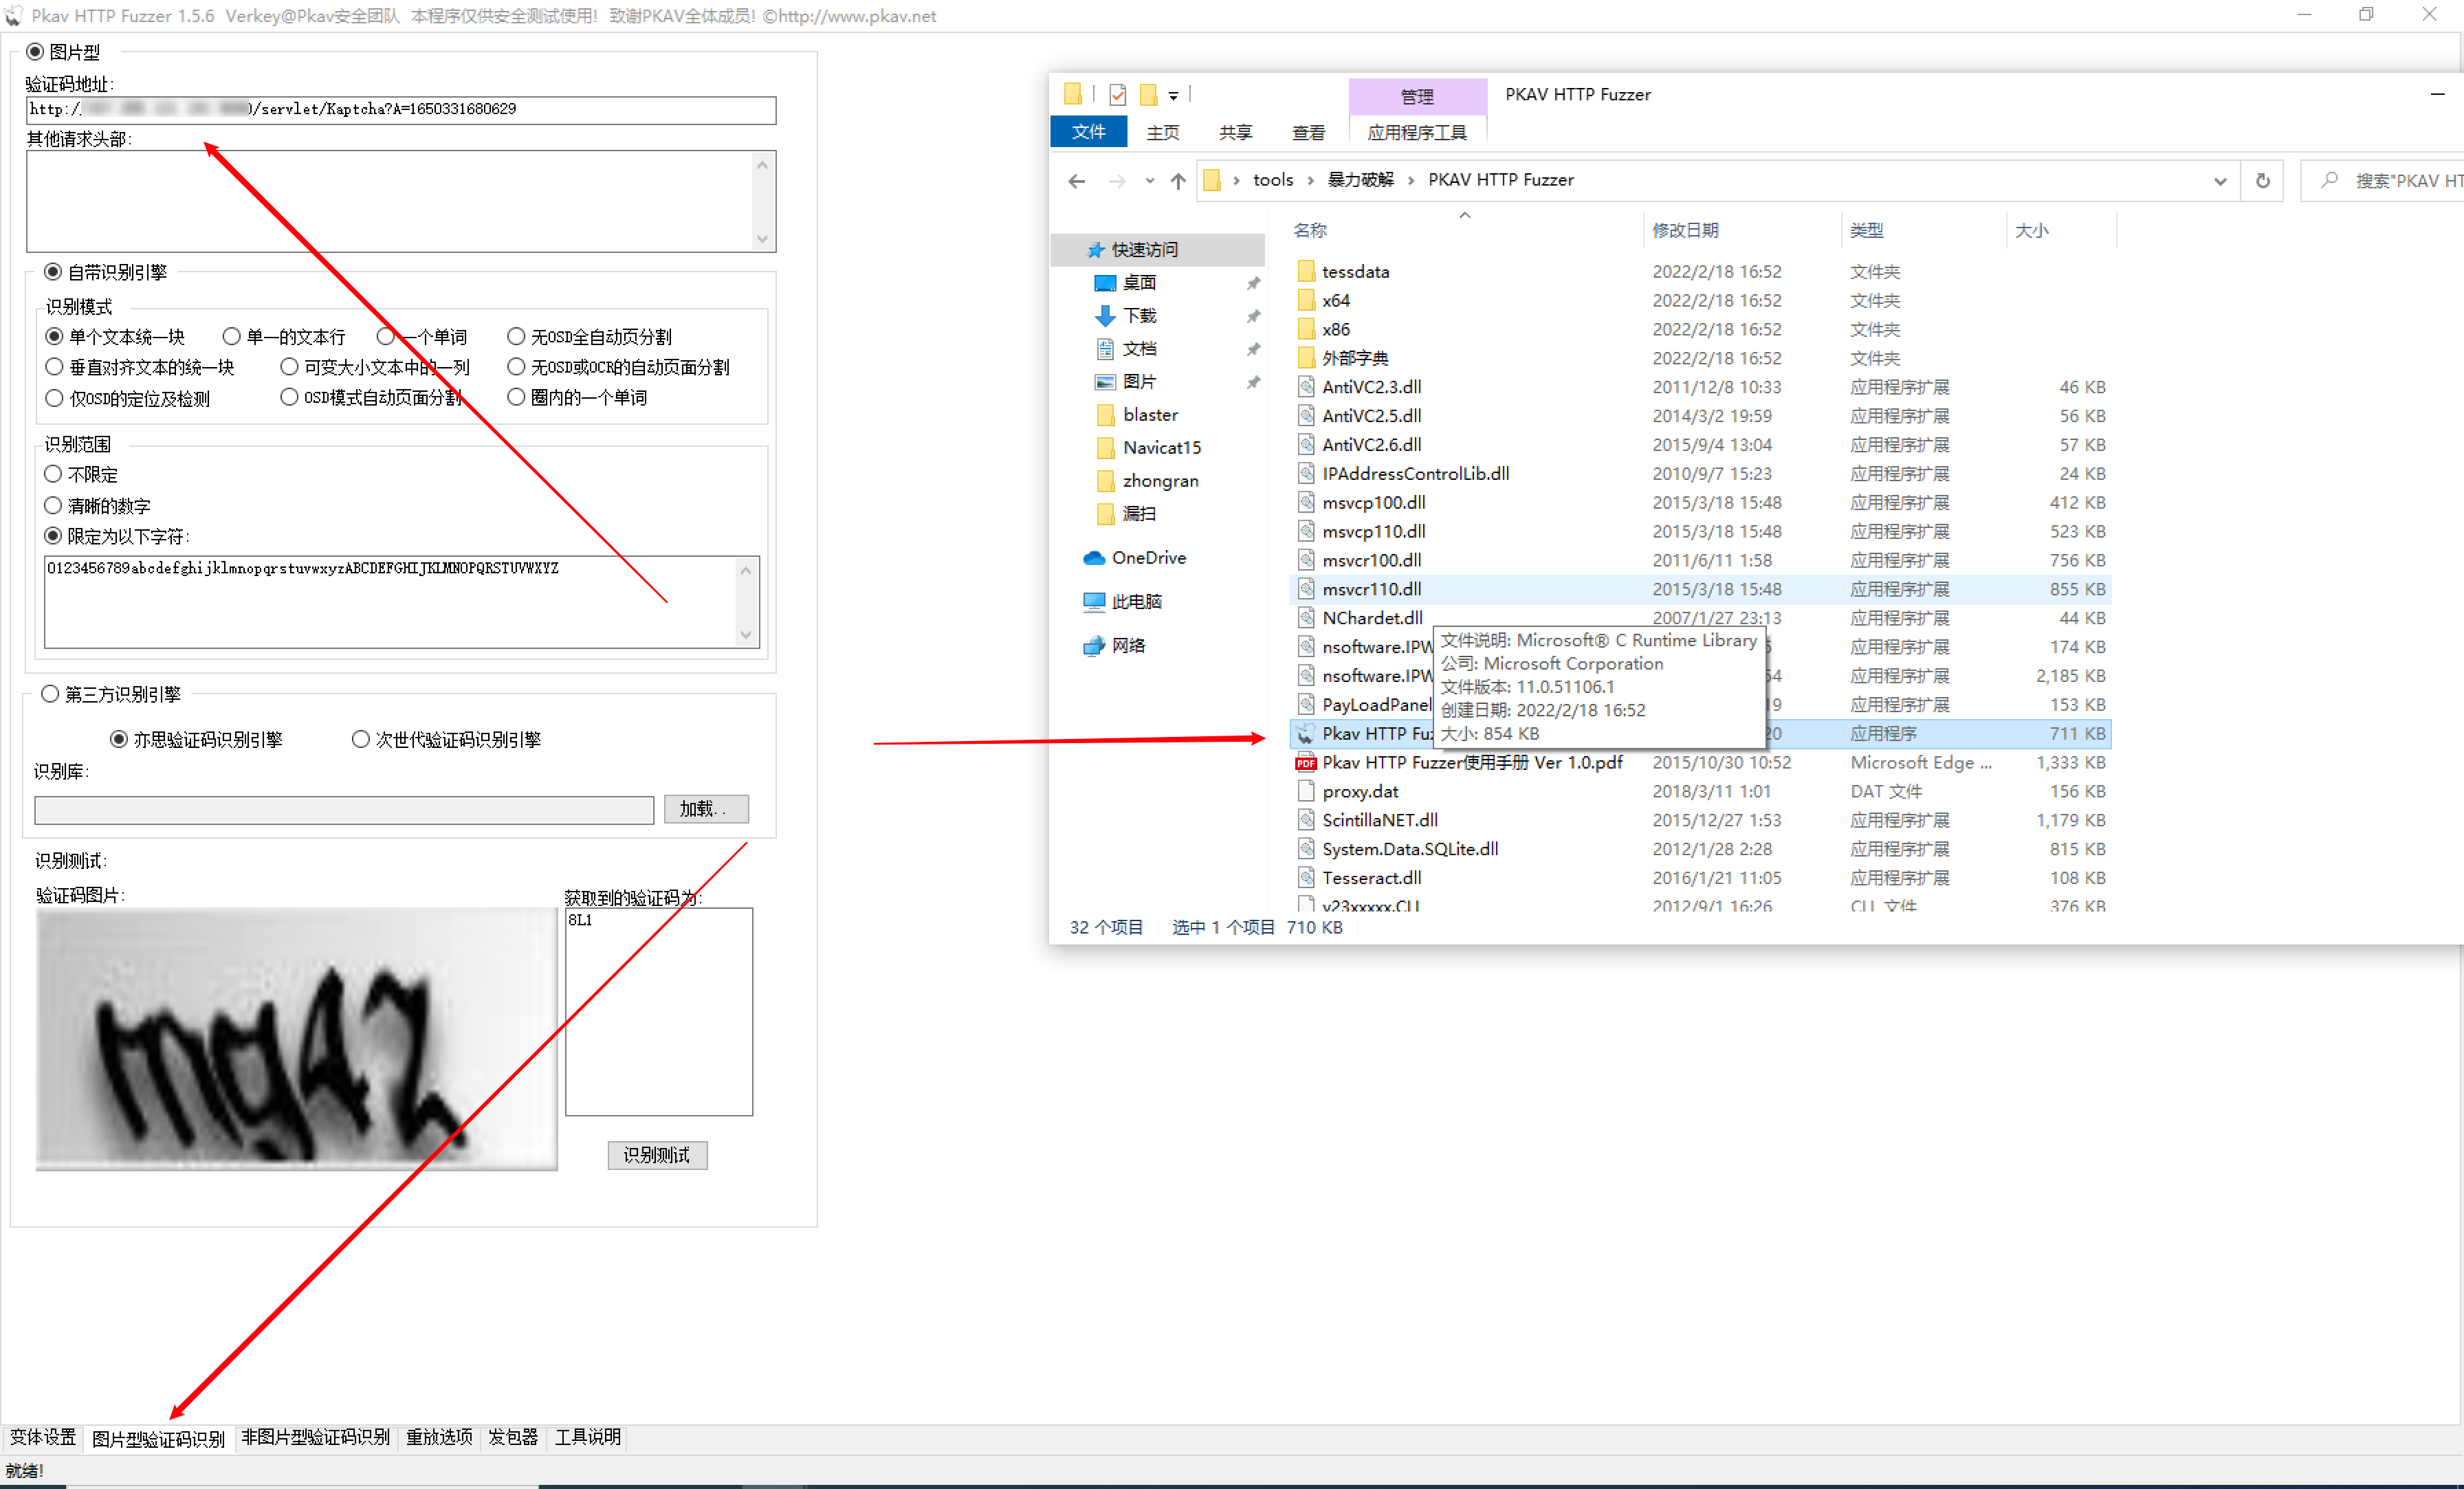 Pkav HTTP Fuzzer 1.5.6 Verkey@Pkav安全团队 本程序仅供安全测试使用! 致谢PKAV全体成员! ©http://www.pkav.net
图片型
验证码地址:
http:/ /servlet/Kaptcha?A=1650331680629
其他请求头部:
自带识别引擎
识别模式
单个文本统一块 单一的文本行 一个单词 无OSD全自动页分割
垂直对齐文本的统一块 可变大小文本中的一列 无OSD或OCR的自动页面分割
仅OSD的定位及检测 OSD模式自动页面分割 圈内的一个单词
识别范围
不限定
清晰的数字
限定为以下字符:
0123456789abcdefghijklmnopqrstuvwxyzABCDEFGHIJKLMNOPQRSTUVWXYZ
第三方识别引擎
亦思验证码识别引擎 次世代验证码识别引擎
识别库:
加载..
识别测试:
验证码图片:
获取到的验证码为:
8L1
mg42
识别测试
变体设置 图片型验证码识别 非图片型验证码识别 重放选项 发包器 工具说明
就绪!
管理 PKAV HTTP Fuzzer
文件 主页 共享 查看 应用程序工具
tools › 暴力破解 › PKAV HTTP Fuzzer
搜索"PKAV HT
快速访问
桌面
下载
文档
图片
blaster
Navicat15
zhongran
漏扫
OneDrive
此电脑
网络
名称 修改日期 类型 大小
tessdata 2022/2/18 16:52 文件夹
x64 2022/2/18 16:52 文件夹
x86 2022/2/18 16:52 文件夹
外部字典 2022/2/18 16:52 文件夹
AntiVC2.3.dll 2011/12/8 10:33 应用程序扩展 46 KB
AntiVC2.5.dll 2014/3/2 19:59 应用程序扩展 56 KB
AntiVC2.6.dll 2015/9/4 13:04 应用程序扩展 57 KB
IPAddressControlLib.dll 2010/9/7 15:23 应用程序扩展 24 KB
msvcp100.dll 2015/3/18 15:48 应用程序扩展 412 KB
msvcp110.dll 2015/3/18 15:48 应用程序扩展 523 KB
msvcr100.dll 2011/6/11 1:58 应用程序扩展 756 KB
msvcr110.dll 2015/3/18 15:48 应用程序扩展 855 KB
NChardet.dll 2007/1/27 23:13 应用程序扩展 44 KB
nsoftware.IPW 应用程序扩展 174 KB
nsoftware.IPW 54 应用程序扩展 2,185 KB
PayLoadPanel 19 应用程序扩展 153 KB
Pkav HTTP Fuz 20 应用程序 711 KB
文件说明: Microsoft® C Runtime Library
公司: Microsoft Corporation
文件版本: 11.0.51106.1
创建日期: 2022/2/18 16:52
大小: 854 KB
Pkav HTTP Fuzzer使用手册 Ver 1.0.pdf 2015/10/30 10:52 Microsoft Edge ... 1,333 KB
proxy.dat 2018/3/11 1:01 DAT 文件 156 KB
ScintillaNET.dll 2015/12/27 1:53 应用程序扩展 1,179 KB
System.Data.SQLite.dll 2012/1/28 2:28 应用程序扩展 815 KB
Tesseract.dll 2016/1/21 11:05 应用程序扩展 108 KB
v23xxxxx.CLL 2012/9/1 16:26 CLL 文件 376 KB
32 个项目 选中 1 个项目 710 KB